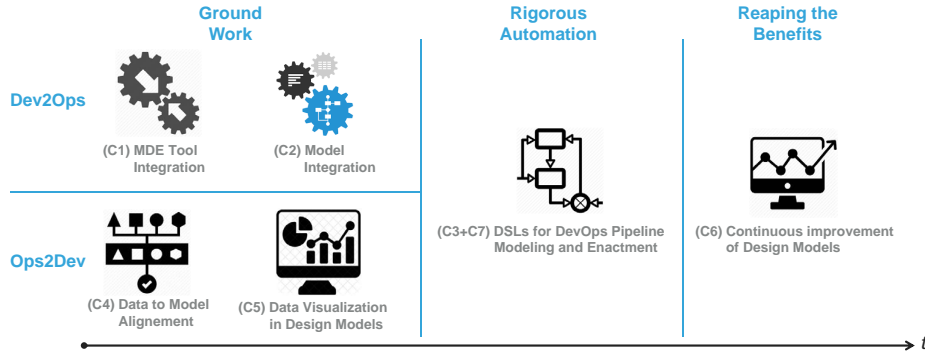 Ground
Work
Rigorous
Automation
Reaping the
Benefits
Dev2Ops
(C1) MDE Tool
Integration
(C2) Model
Integration
(C3+C7) DSLs for DevOps Pipeline
Modeling and Enactment
(C6) Continuous improvement
of Design Models
Ops2Dev
(C4) Data to Model
Alignement
(C5) Data Visualization
in Design Models
t